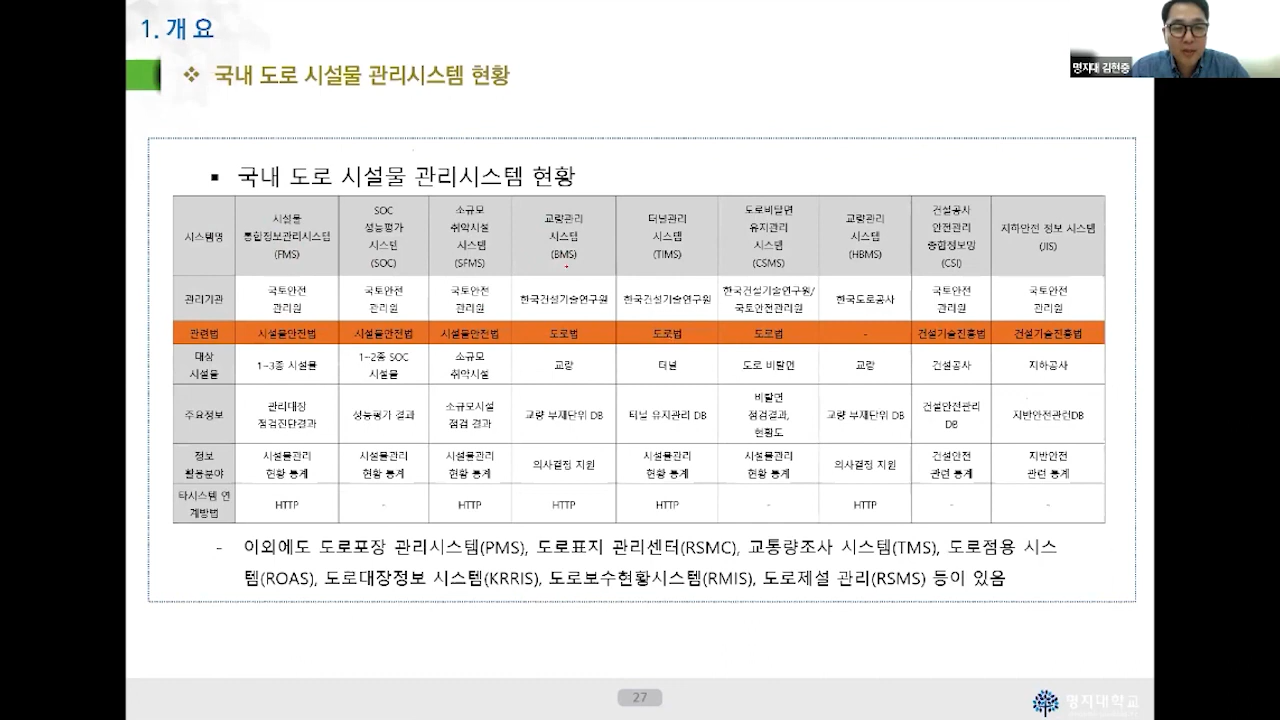 1. 개 요
❖ 국내 도로 시설물 관리시스템 현황
명지대 김현중
▪ 국내 도로 시설물 관리시스템 현황
시스템명
시설물
통합정보관리시스템
(FMS)
SOC
성능평가
시스템
(SOC)
소규모
취약시설
시스템
(SFMS)
교량관리
시스템
(BMS)
터널관리
시스템
(TIMS)
도로비탈면
유지관리
시스템
(CSMS)
교량관리
시스템
(HBMS)
건설공사
안전관리
종합정보망
(CSI)
지하안전 정보 시스템
(JIS)
관리기관
국토안전
관리원
국토안전
관리원
국토안전
관리원
한국건설기술연구원
한국건설기술연구원
한국건설기술연구원/
국토안전관리원
한국도로공사
국토안전
관리원
국토안전
관리원
관련법
시설물안전법
시설물안전법
시설물안전법
도로법
도로법
도로법
-
건설기술진흥법
건설기술진흥법
대상
시설물
1~3종 시설물
1~2종 SOC
시설물
소규모
취약시설
교량
터널
도로 비탈면
교량
건설공사
지하공사
주요정보
관리대장
점검진단결과
성능평가 결과
소규모시설
점검 결과
교량 부재단위 DB
터널 유지관리 DB
비탈면
점검결과,
현황도
교량 부재단위 DB
건설안전관리
DB
지반안전관련DB
정보
활용분야
시설물관리
현황 통계
시설물관리
현황 통계
시설물관리
현황 통계
의사결정 지원
시설물관리
현황 통계
시설물관리
현황 통계
의사결정 지원
건설안전
관련 통계
지반안전
관련 통계
타시스템 연
계방법
HTTP
-
HTTP
HTTP
HTTP
-
HTTP
-
-
- 이외에도 도로포장 관리시스템(PMS), 도로표지 관리센터(RSMC), 교통량조사 시스템(TMS), 도로점용 시스
템(ROAS), 도로대장정보 시스템(KRRIS), 도로보수현황시스템(RMIS), 도로제설 관리(RSMS) 등이 있음
27
명지대학교